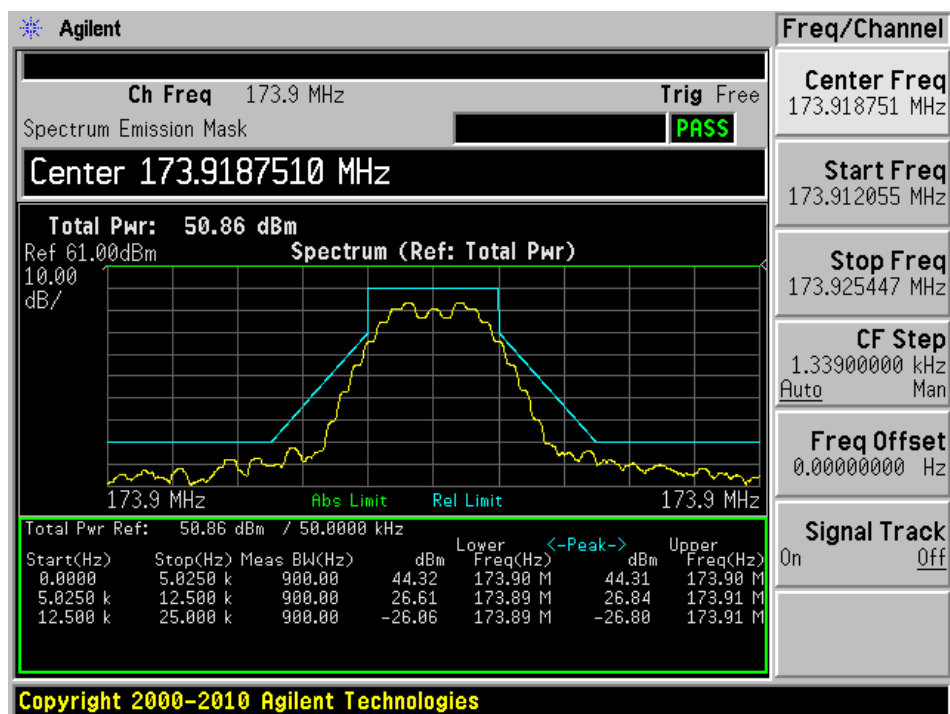 Agilent
Freq/Channel
Ch Freq 173.9 MHz Trig Free
Spectrum Emission Mask PASS
Center 173.9187510 MHz
Total Pwr: 50.86 dBm
Ref 61.00dBm Spectrum (Ref: Total Pwr)
10.00
dB/
173.9 MHz Abs Limit Rel Limit 173.9 MHz
Total Pwr Ref: 50.86 dBm / 50.0000 kHz
Lower <-Peak-> Upper
Start(Hz) Stop(Hz) Meas BW(Hz) dBm Freq(Hz) dBm Freq(Hz)
0.0000 5.0250 k 900.00 44.32 173.90 M 44.31 173.90 M
5.0250 k 12.500 k 900.00 26.61 173.89 M 26.84 173.91 M
12.500 k 25.000 k 900.00 -26.06 173.89 M -26.80 173.91 M
Center Freq
173.918751 MHz
Start Freq
173.912055 MHz
Stop Freq
173.925447 MHz
CF Step
1.33900000 kHz
Auto Man
Freq Offset
0.00000000 Hz
Signal Track
On Off
Copyright 2000-2010 Agilent Technologies